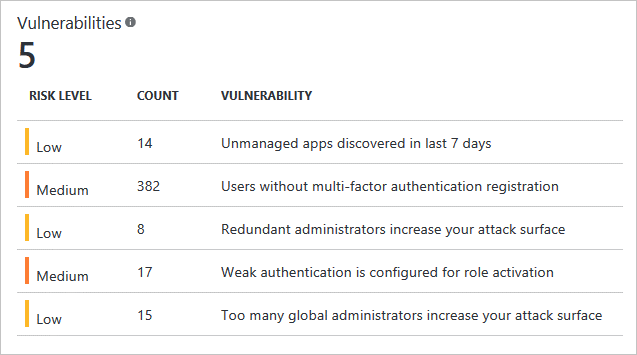 Vulnerabilities
5
RISK LEVEL COUNT VULNERABILITY
Low 14 Unmanaged apps discovered in last 7 days
Medium 382 Users without multi-factor authentication registration
Low 8 Redundant administrators increase your attack surface
Medium 17 Weak authentication is configured for role activation
Low 15 Too many global administrators increase your attack surface